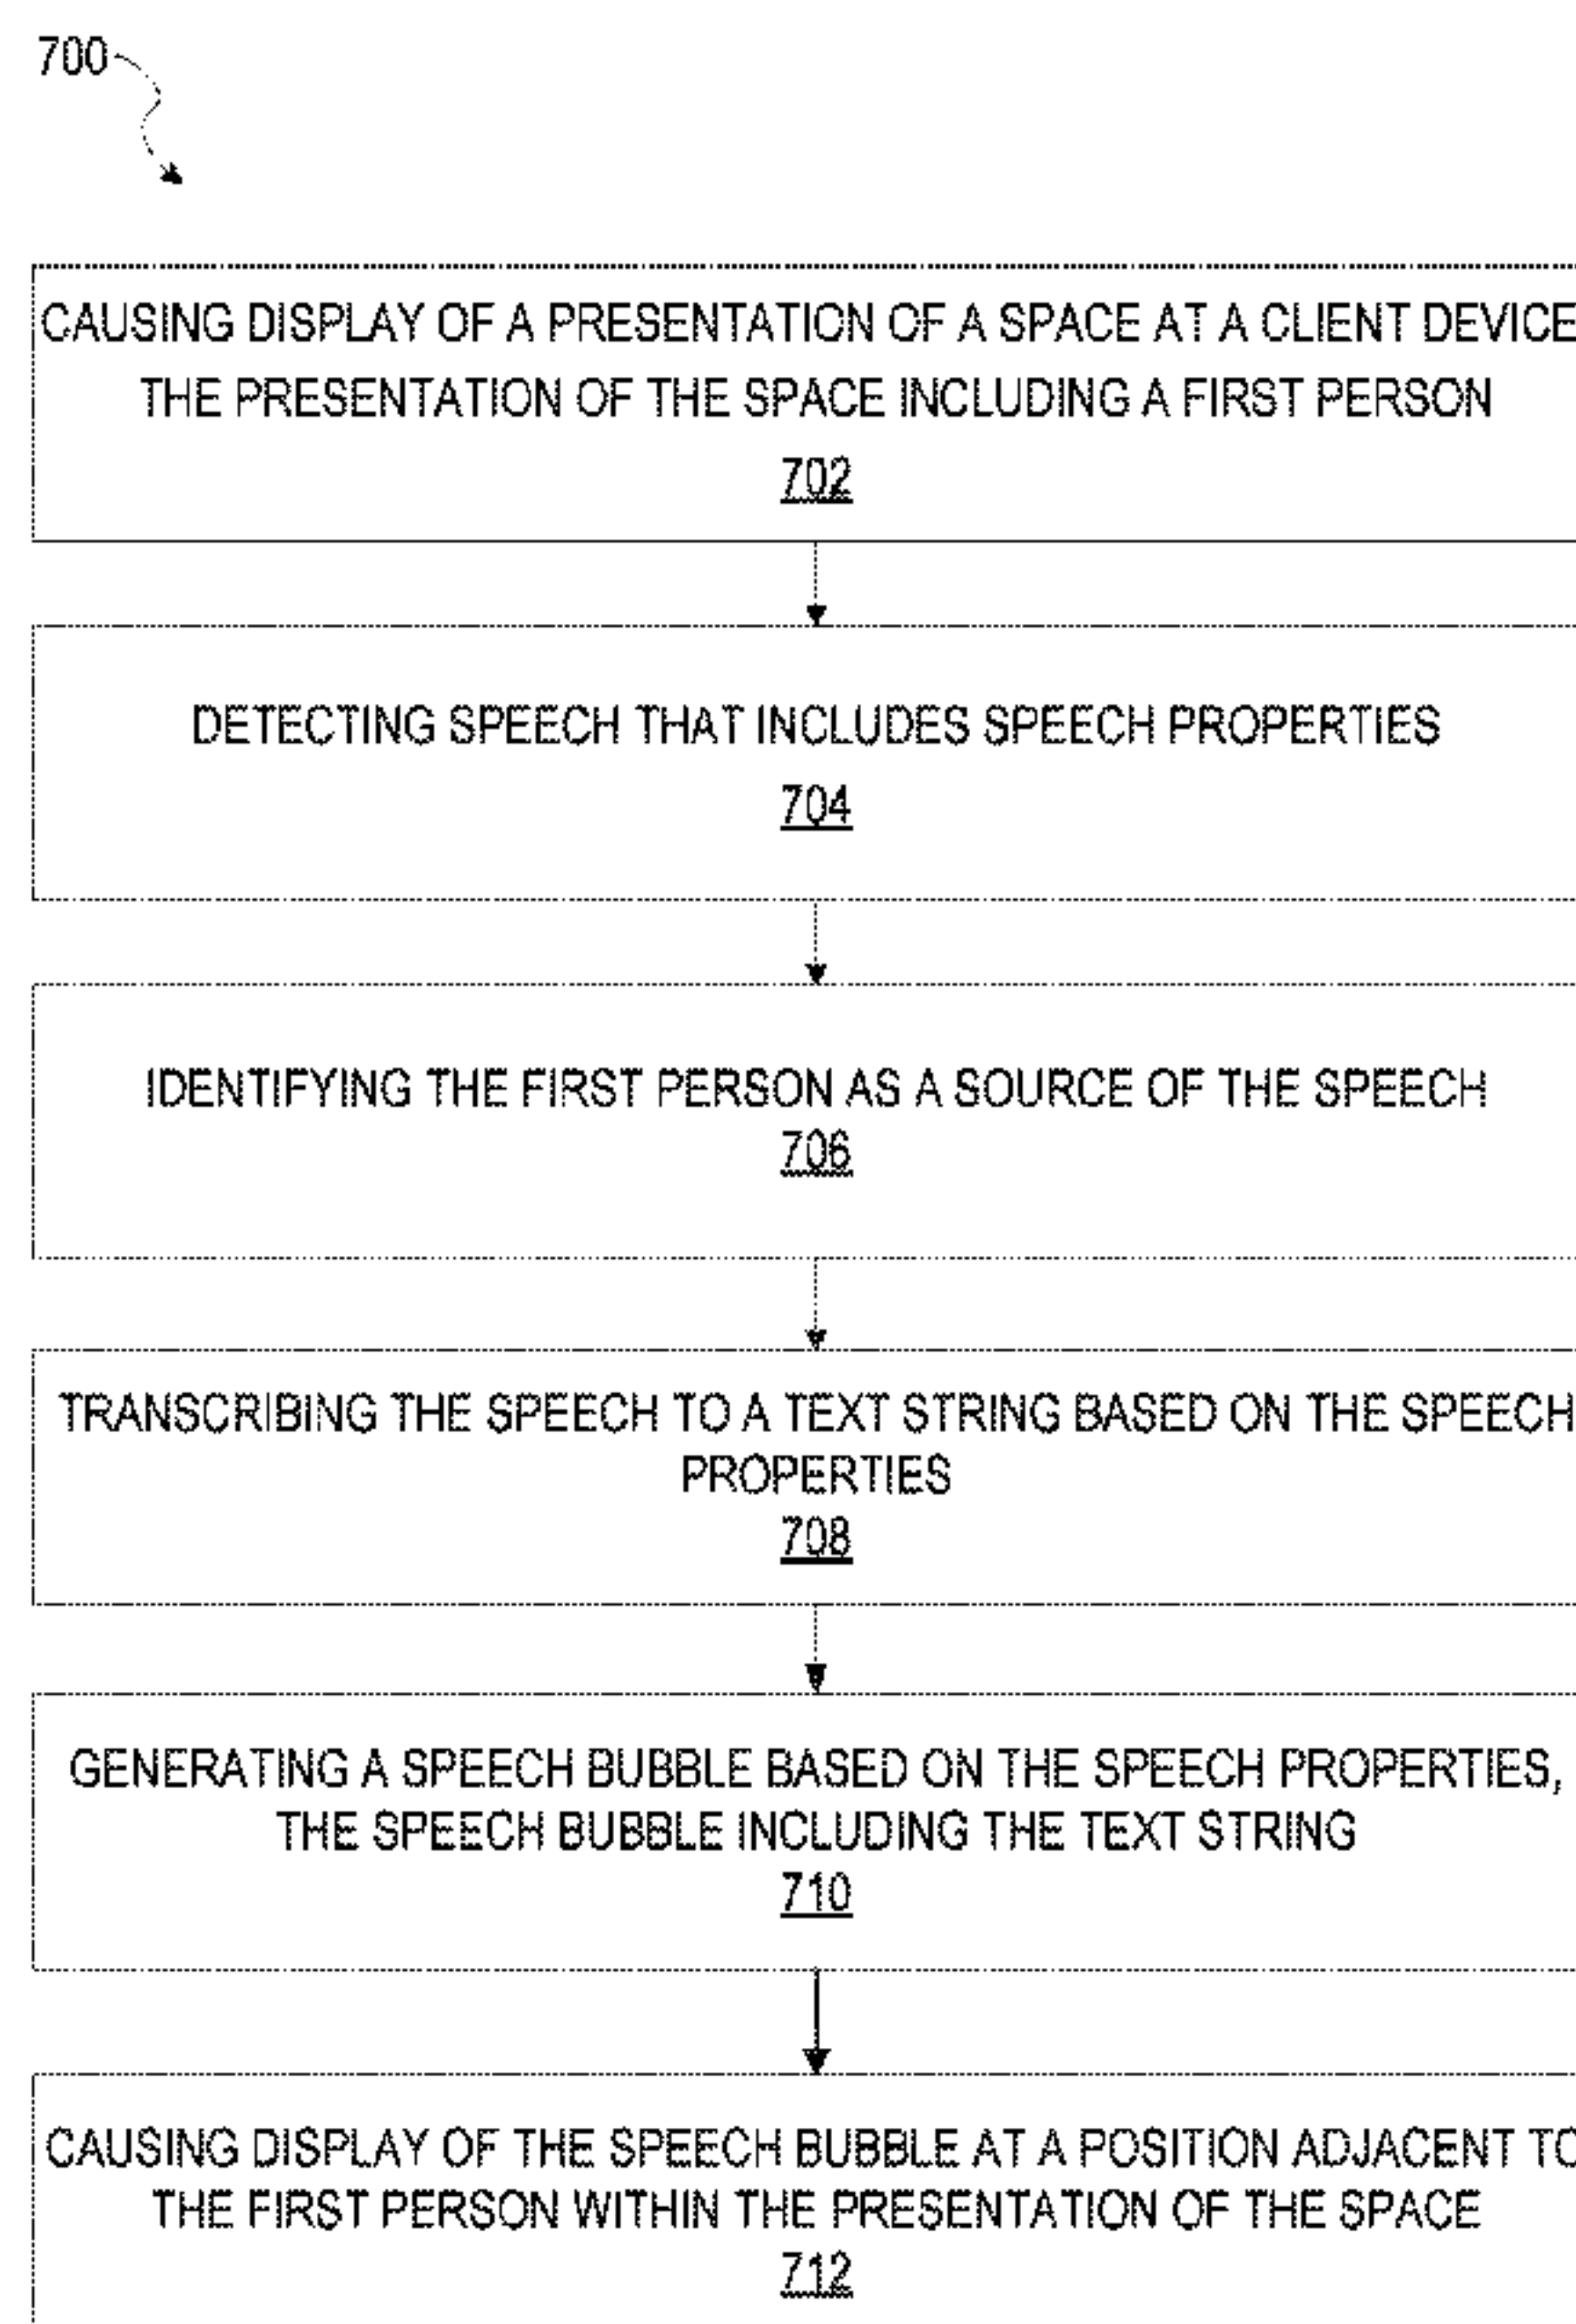 700
CAUSING DISPLAY OF A PRESENTATION OF A SPACE AT A CLIENT DEVICE
THE PRESENTATION OF THE SPACE INCLUDING A FIRST PERSON
702
DETECTING SPEECH THAT INCLUDES SPEECH PROPERTIES
704
IDENTIFYING THE FIRST PERSON AS A SOURCE OF THE SPEECH
706
TRANSCRIBING THE SPEECH TO A TEXT STRING BASED ON THE SPEECH
PROPERTIES
708
GENERATING A SPEECH BUBBLE BASED ON THE SPEECH PROPERTIES,
THE SPEECH BUBBLE INCLUDING THE TEXT STRING
710
CAUSING DISPLAY OF THE SPEECH BUBBLE AT A POSITION ADJACENT TO
THE FIRST PERSON WITHIN THE PRESENTATION OF THE SPACE
712